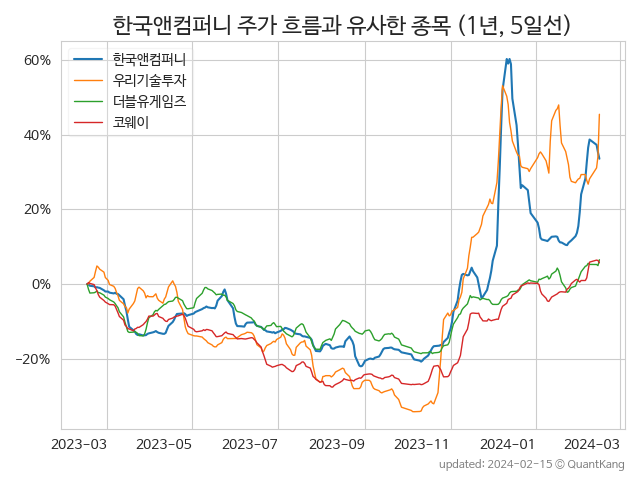 한국앤컴퍼니 주가 흐름과 유사한 종목 (1년, 5일선)
60%
40%
20%
0%
−20%
한국앤컴퍼니
우리기술투자
더블유게임즈
코웨이
2023-03
2023-05
2023-07
2023-09
2023-11
2024-01
2024-03
updated: 2024-02-15 © QuantKang